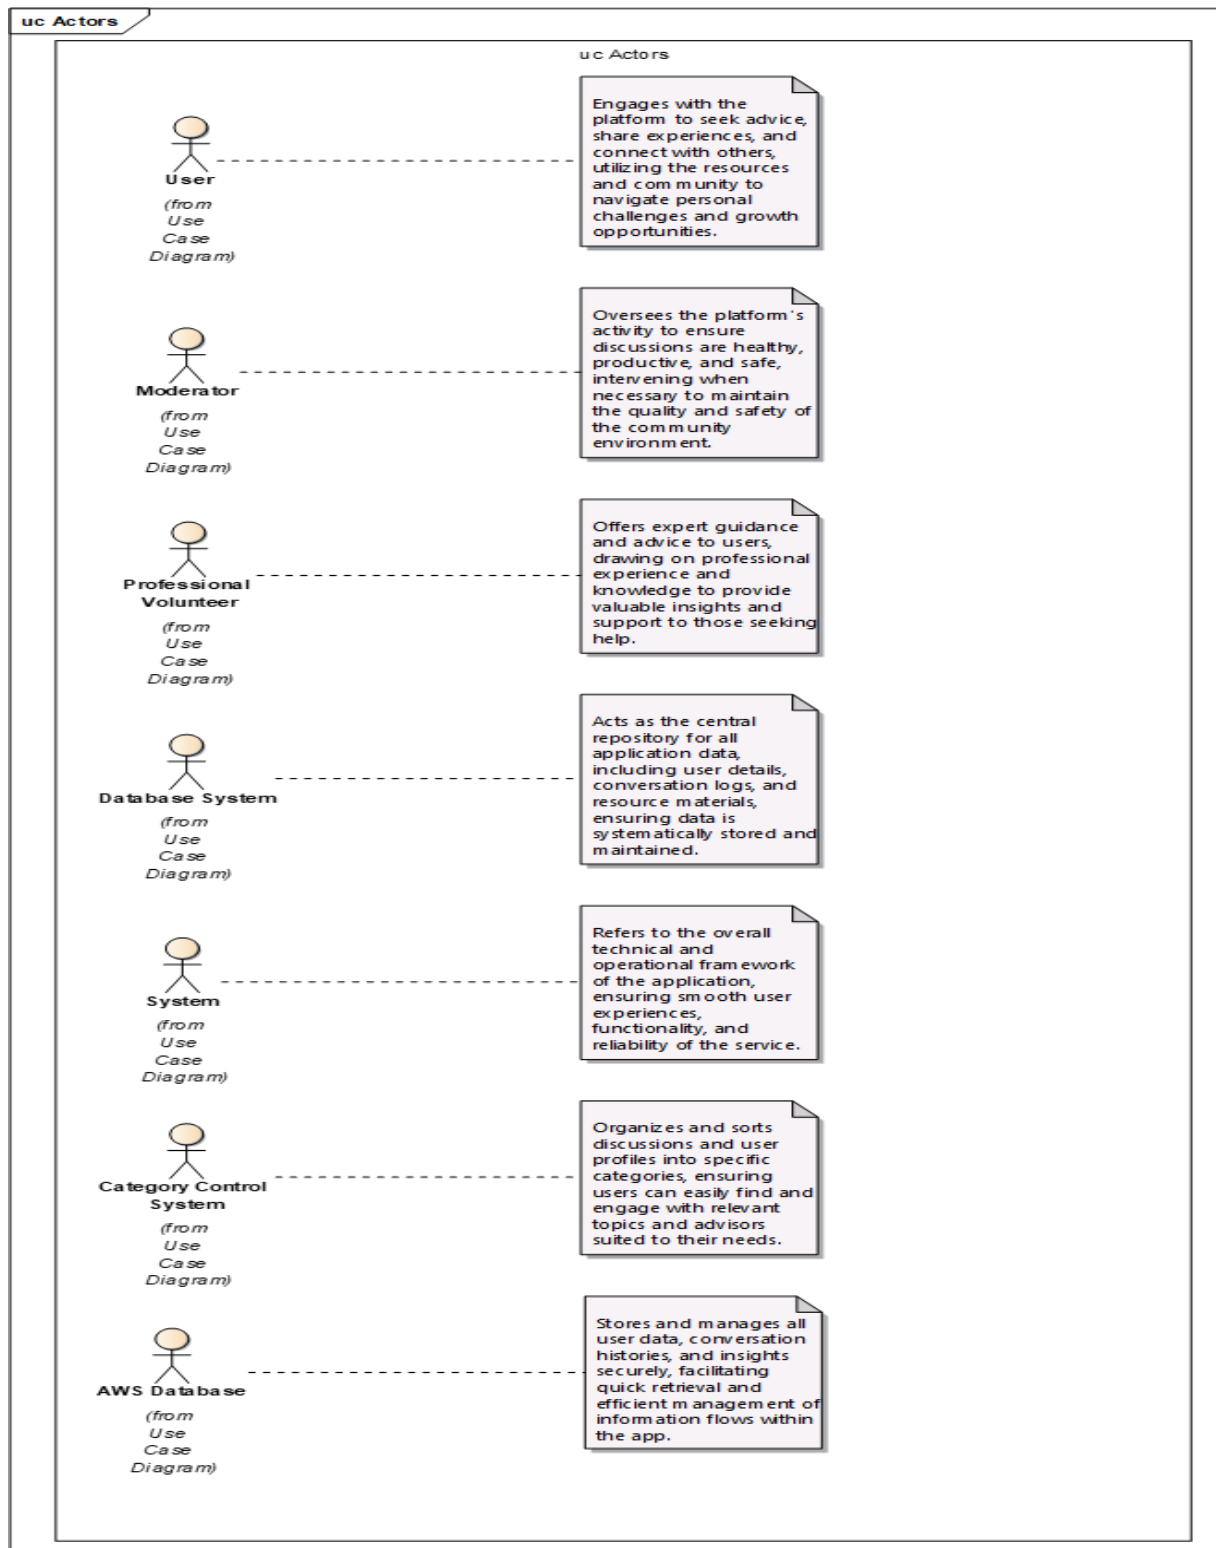 uc Actors
uc Actors
Engages with the
platform to seek advice,
share experiences, and
connect with others,
utilizing the resources
and community to
navigate personal
challenges and growth
opportunities.
User
(from
Use
Case
Diagram)
Oversees the platform's
activity to ensure
discussions are healthy,
productive, and safe,
intervening when
necessary to maintain
the quality and safety of
the community
environment.
Moderator
(from
Use
Case
Diagram)
Offers expert guidance
and advice to users,
drawing on professional
experience and
knowledge to provide
valuable insights and
support to those seeking
help.
Professional
Volunteer
(from
Use
Case
Diagram)
Acts as the central
repository for all
application data,
including user details,
conversation logs, and
resource materials,
ensuring data is
systematically stored and
maintained.
Database System
(from
Use
Case
Diagram)
Refers to the overall
technical and
operational framework
of the application,
ensuring smooth user
experiences,
functionality, and
reliability of the service.
System
(from
Use
Case
Diagram)
Organizes and sorts
discussions and user
profiles into specific
categories, ensuring
users can easily find and
engage with relevant
topics and advisors
suited to their needs.
Category Control
System
(from
Use
Case
Diagram)
Stores and manages all
user data, conversation
histories, and insights
securely, facilitating
quick retrieval and
efficient management of
information flows within
the app.
AWS Database
(from
Use
Case
Diagram)